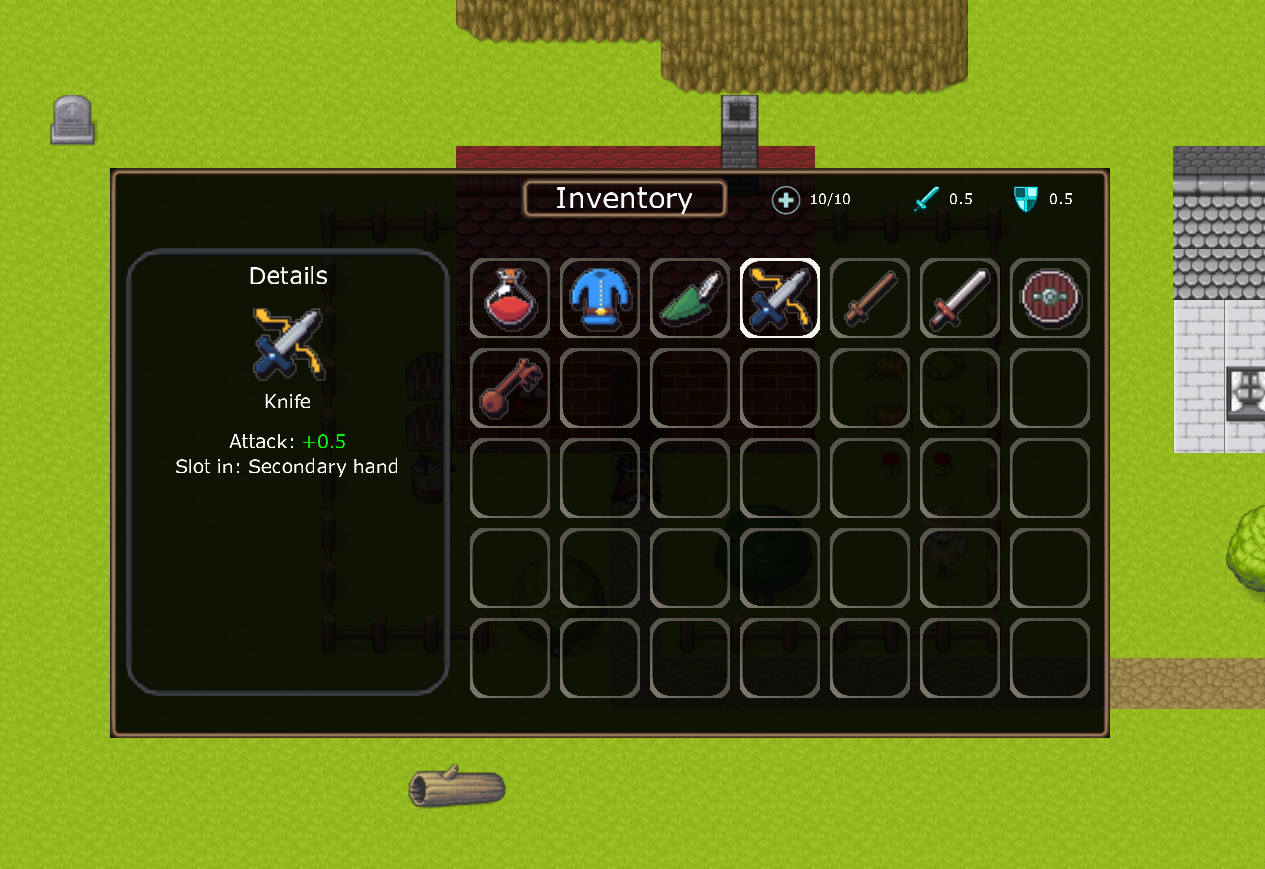 Inventory
10/10
0.5
0.5
Details
Knife
Attack: +0.5
Slot in: Secondary hand